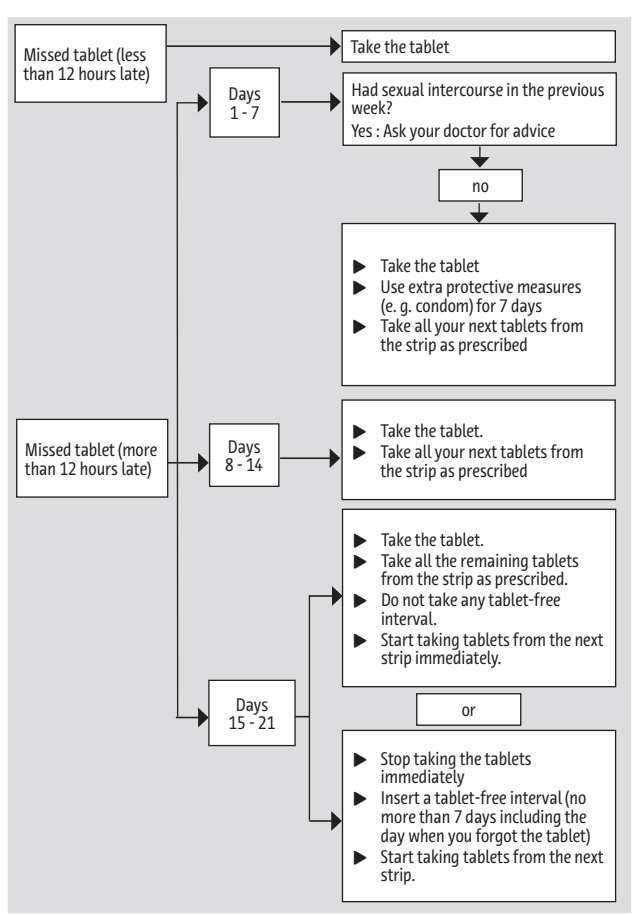 Missed tablet (less
than 12 hours late)
Take the tablet
Days
1 - 7
Had sexual intercourse in the previous
week?
Yes : Ask your doctor for advice
no
▶ Take the tablet
▶ Use extra protective measures
(e. g. condom) for 7 days
▶ Take all your next tablets from
the strip as prescribed
Missed tablet (more
than 12 hours late)
Days
8 - 14
▶ Take the tablet.
▶ Take all your next tablets from
the strip as prescribed
Days
15 - 21
▶ Take the tablet.
▶ Take all the remaining tablets
from the strip as prescribed.
▶ Do not take any tablet-free
interval.
▶ Start taking tablets from the next
strip immediately.
or
▶ Stop taking the tablets
immediately
▶ Insert a tablet-free interval (no
more than 7 days including the
day when you forgot the tablet)
▶ Start taking tablets from the next
strip.